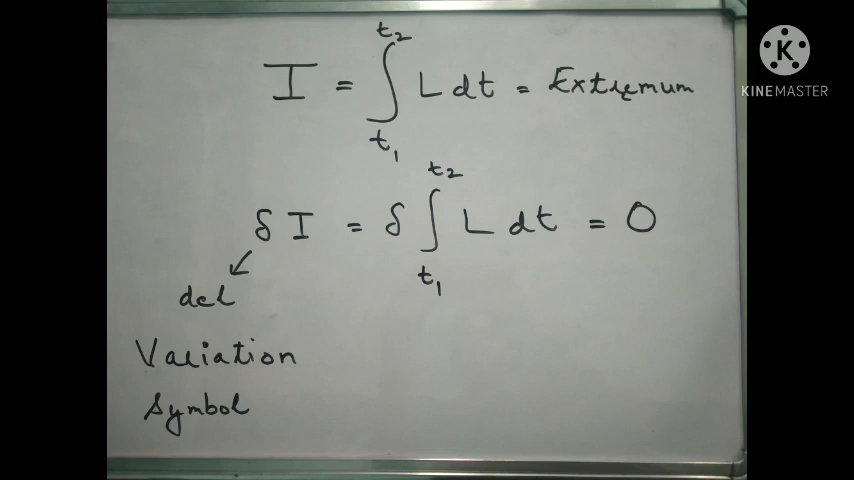 t₂
I = ∫ L dt = Extremum
t₁
t₂
δ I = δ ∫ L dt = 0
t₁
↙
del
Variation
Symbol
K
KINEMASTER